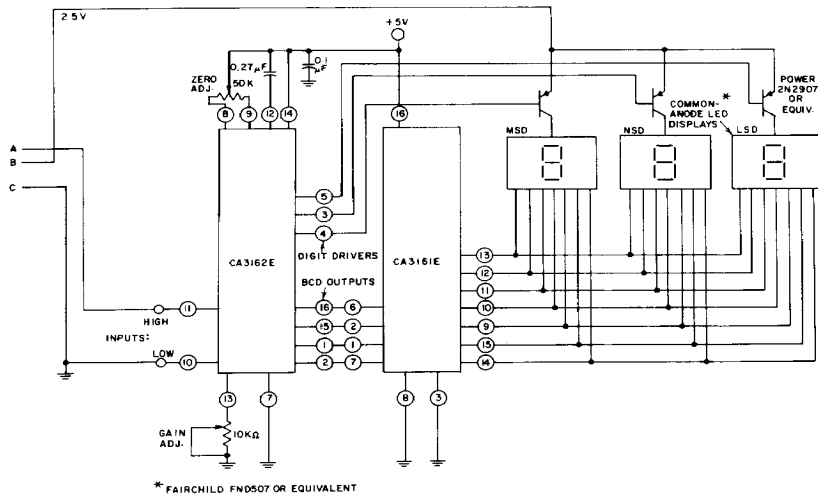 2.5V
+5V
0.27µF
0.1
µF
ZERO
ADJ.
50K
8
9
12
14
16
POWER
2N2907
OR
EQUIV.
*
COMMON-
ANODE LED
DISPLAYS
MSD
NSD
LSD
A
B
C
5
3
4
DIGIT DRIVERS
CA3162E
CA3161E
BCD OUTPUTS
13
12
11
10
9
15
14
11
HIGH
INPUTS:
LOW
10
16
6
15
2
1
1
2
7
13
7
8
3
GAIN
ADJ.
10KΩ
* FAIRCHILD FND507 OR EQUIVALENT